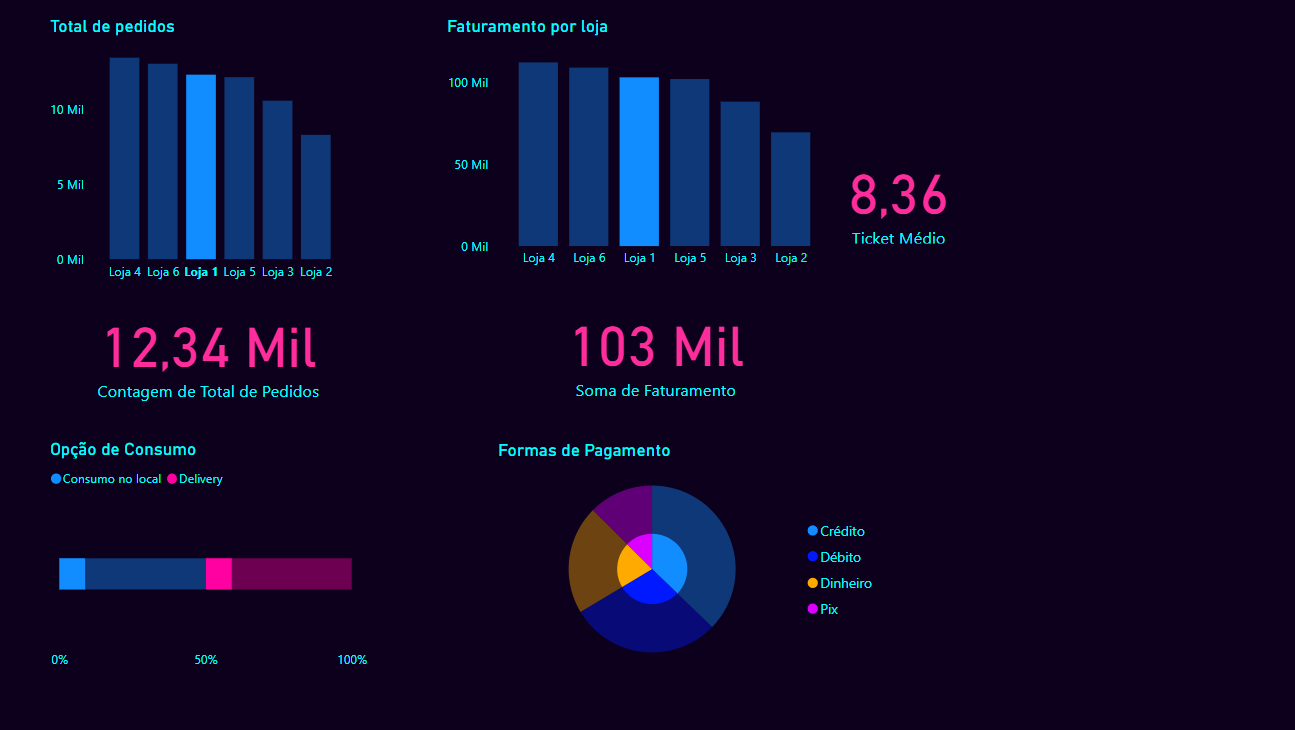 Total de pedidos
10 Mil
5 Mil
0 Mil
Loja 4 Loja 6 Loja 1 Loja 5 Loja 3 Loja 2
12,34 Mil
Contagem de Total de Pedidos
Faturamento por loja
100 Mil
50 Mil
0 Mil
Loja 4 Loja 6 Loja 1 Loja 5 Loja 3 Loja 2
8,36
Ticket Médio
103 Mil
Soma de Faturamento
Opção de Consumo
Consumo no local Delivery
0% 50% 100%
Formas de Pagamento
Crédito
Débito
Dinheiro
Pix